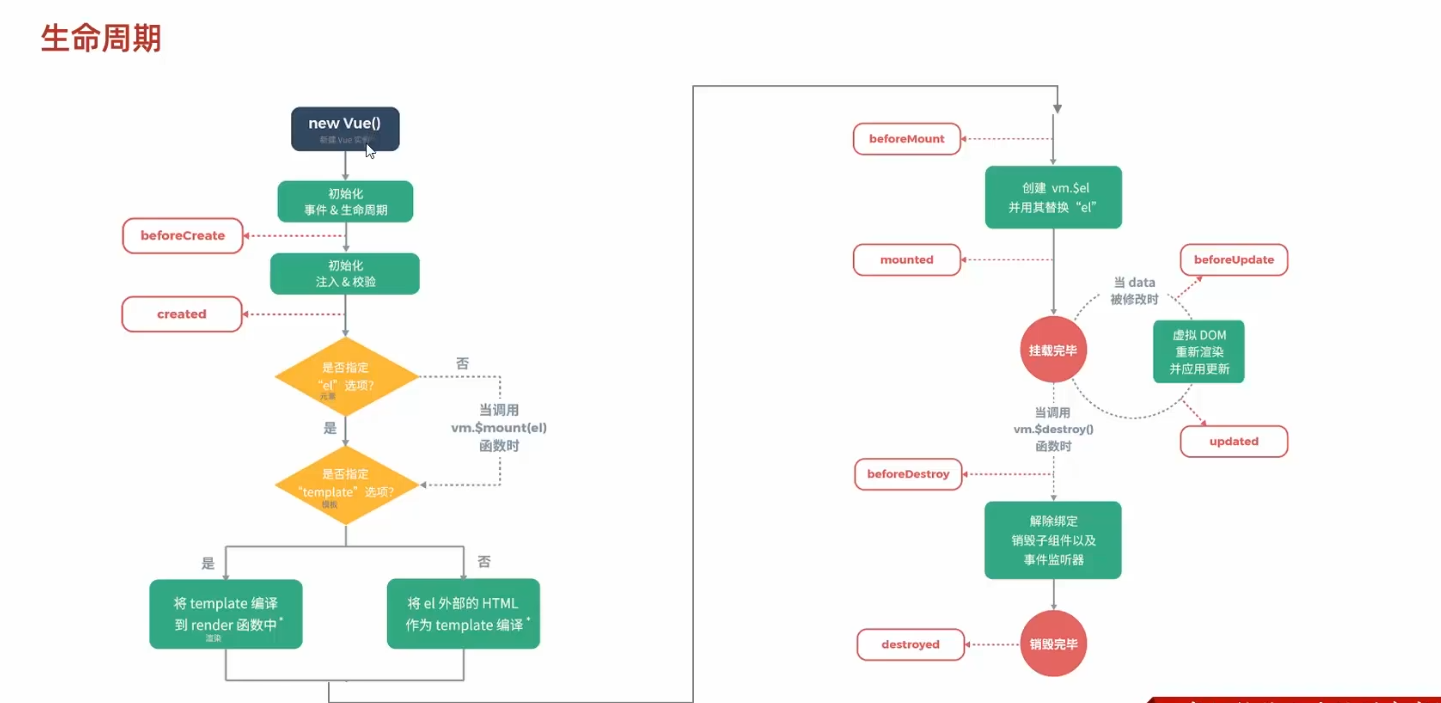 生命周期
new Vue()
新建 Vue 实例
初始化
事件 & 生命周期
beforeCreate
初始化
注入 & 校验
created
是否指定
“el” 选项?
元素
否
是
当调用
vm.$mount(el)
函数时
是否指定
“template” 选项?
模板
是
否
将 template 编译
到 render 函数中*
渲染
将 el 外部的 HTML
作为 template 编译*
beforeMount
创建 vm.$el
并用其替换 “el”
mounted
beforeUpdate
当 data
被修改时
挂载完毕
虚拟 DOM
重新渲染
并应用更新
updated
当调用
vm.$destroy()
函数时
beforeDestroy
解除绑定
销毁子组件以及
事件监听器
destroyed
销毁完毕